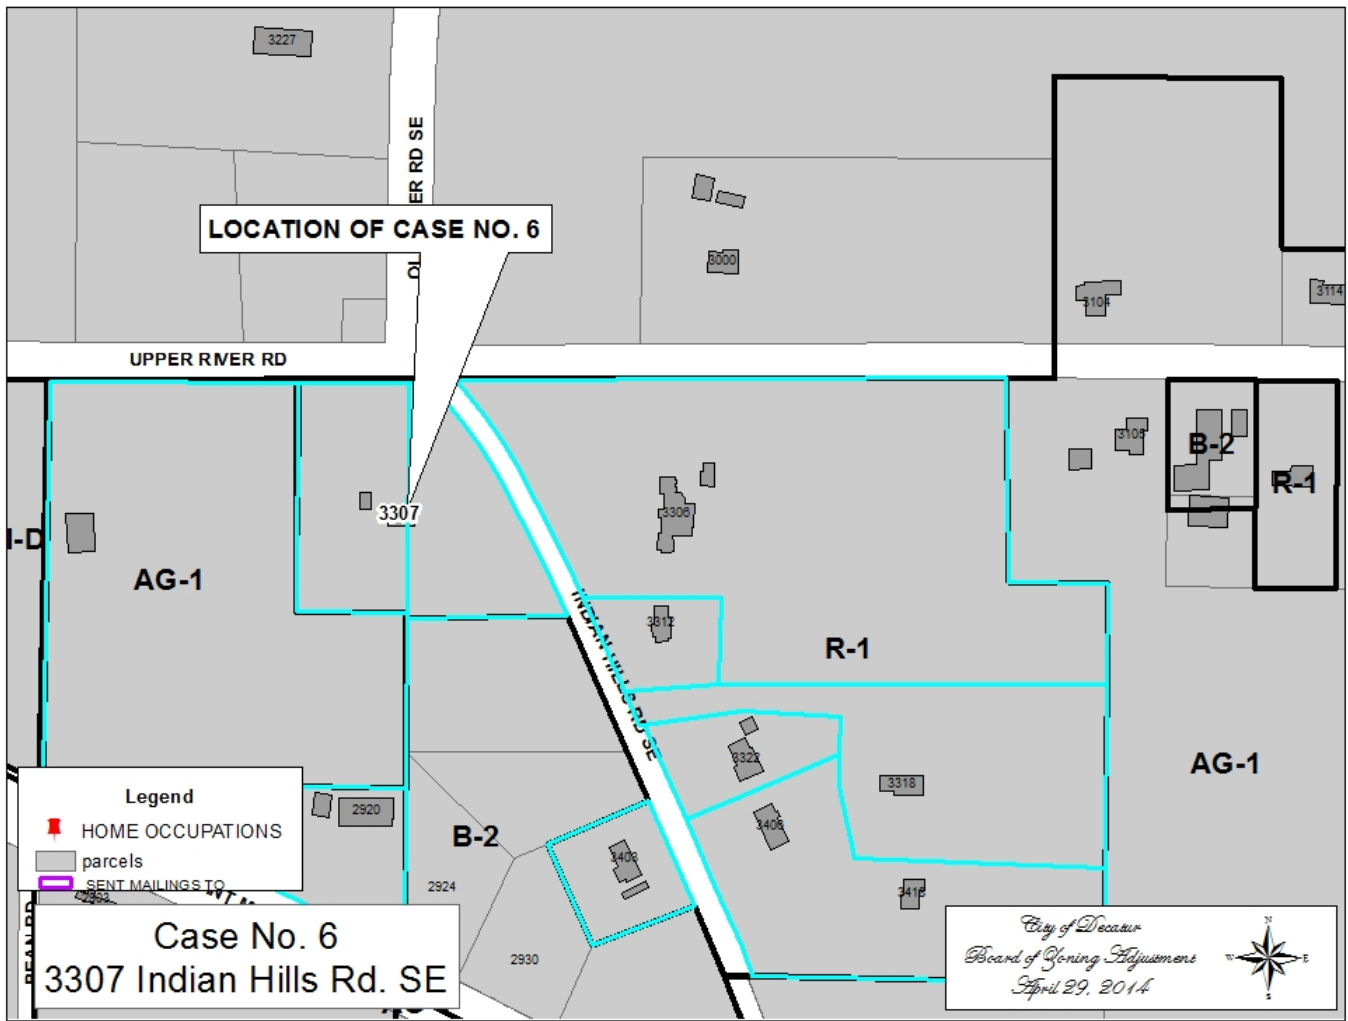 3227
ER RD SE
LOCATION OF CASE NO. 6
OL
3000
3104
3114
UPPER RIVER RD
3105
B-2
R-1
3307
3306
I-D
AG-1
3312
INDIAN HILLS RD SE
R-1
3322
3318
AG-1
Legend
HOME OCCUPATIONS
parcels
SENT MAILINGS TO
2920
3406
B-2
3403
2924
3416
2930
Case No. 6
3307 Indian Hills Rd. SE
City of Decatur
Board of Zoning Adjustment
April 29, 2014
N
W
E
S